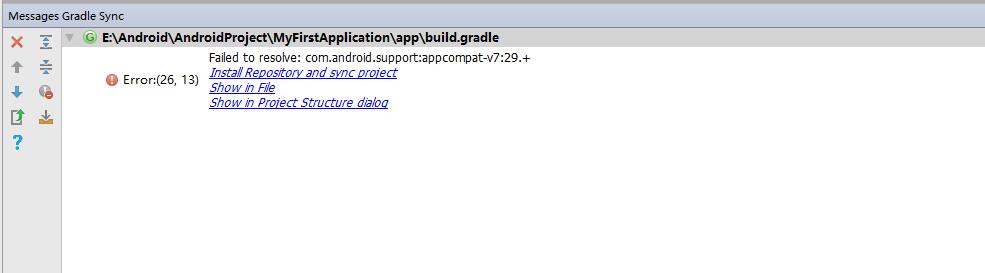 Messages Gradle Sync
E:\Android\AndroidProject\MyFirstApplication\app\build.gradle
Failed to resolve: com.android.support:appcompat-v7:29.+
Error:(26, 13)
Install Repository and sync project
Show in File
Show in Project Structure dialog